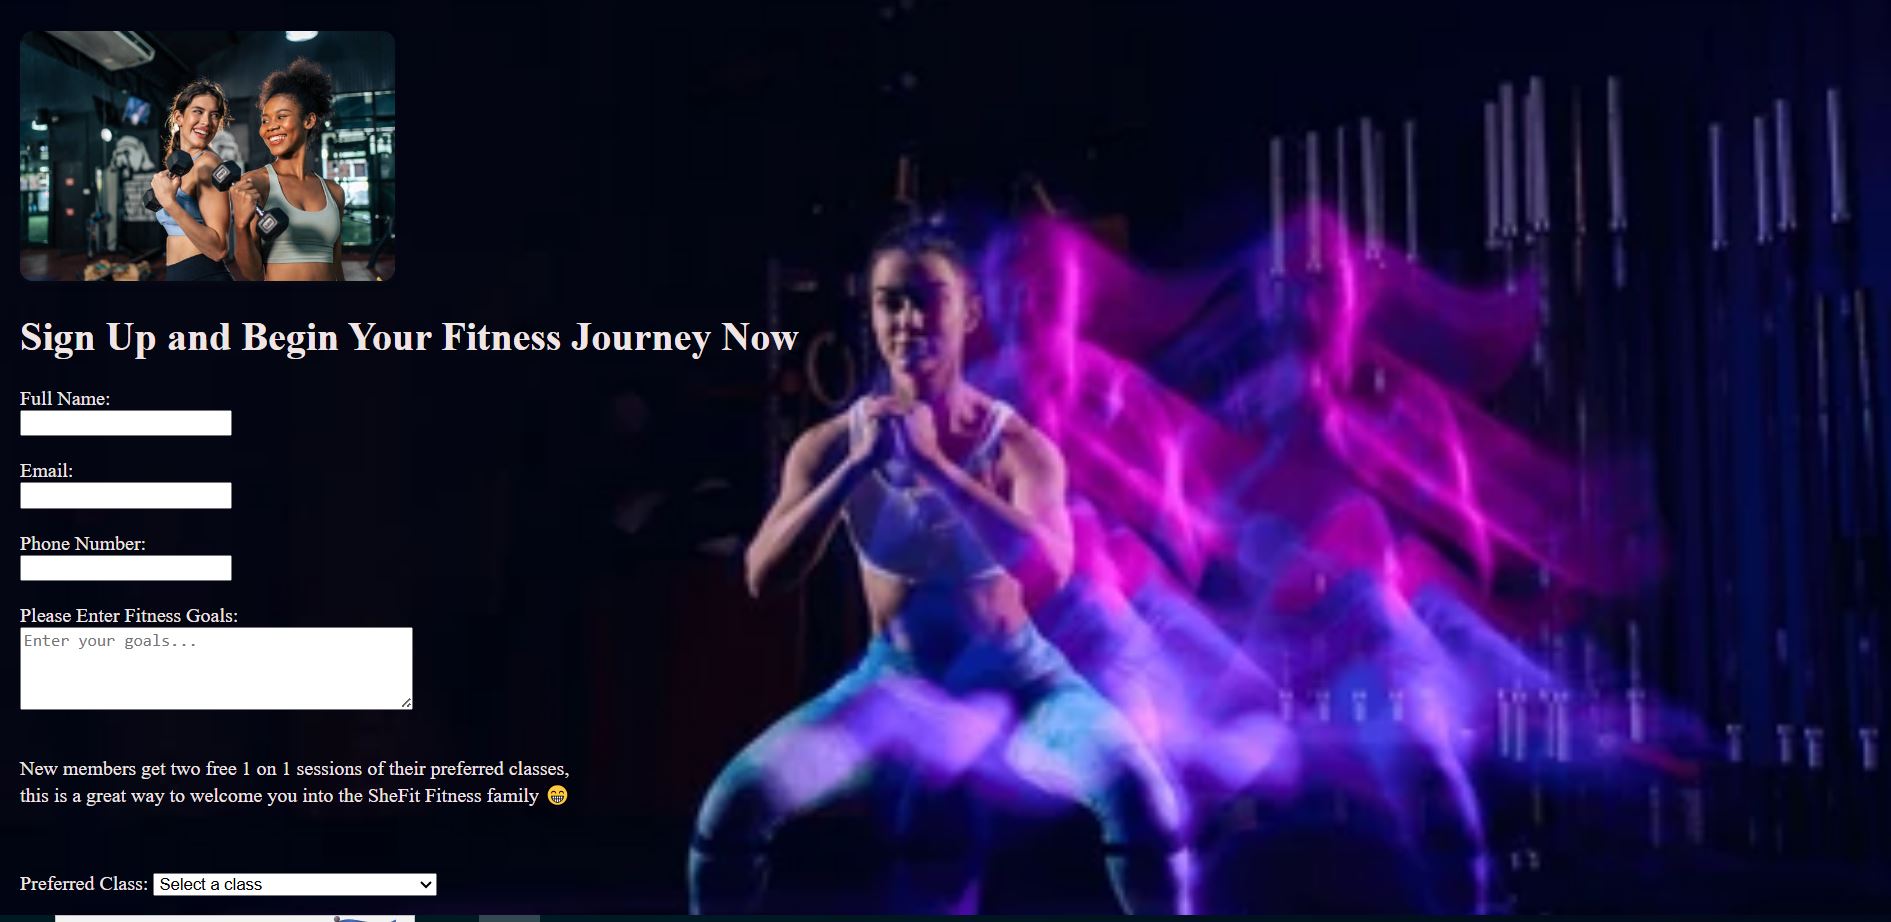 Sign Up and Begin Your Fitness Journey Now
Full Name:
Email:
Phone Number:
Please Enter Fitness Goals:
Enter your goals...
New members get two free 1 on 1 sessions of their preferred classes,
this is a great way to welcome you into the SheFit Fitness family 😁
Preferred Class: Select a class